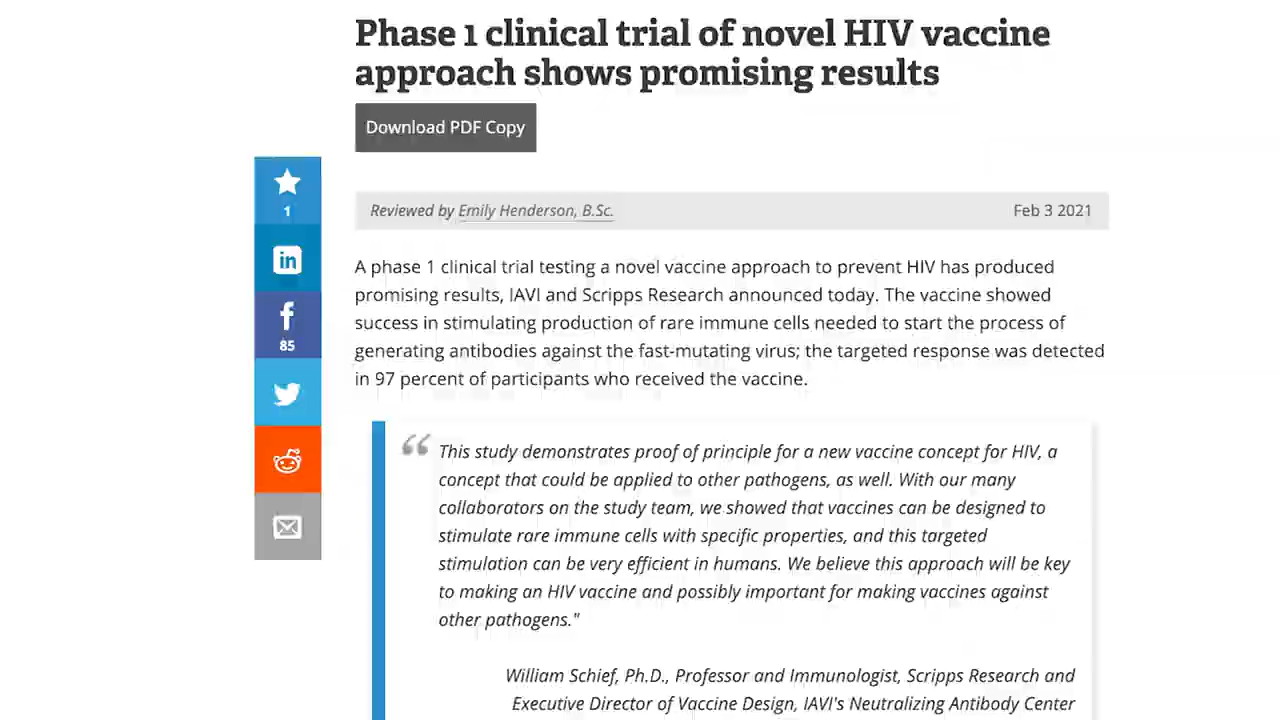 Phase 1 clinical trial of novel HIV vaccine
approach shows promising results
Download PDF Copy
1
in
85
Reviewed by Emily Henderson, B.Sc.
Feb 3 2021
A phase 1 clinical trial testing a novel vaccine approach to prevent HIV has produced
promising results, IAVI and Scripps Research announced today. The vaccine showed
success in stimulating production of rare immune cells needed to start the process of
generating antibodies against the fast-mutating virus; the targeted response was detected
in 97 percent of participants who received the vaccine.
“ This study demonstrates proof of principle for a new vaccine concept for HIV, a
concept that could be applied to other pathogens, as well. With our many
collaborators on the study team, we showed that vaccines can be designed to
stimulate rare immune cells with specific properties, and this targeted
stimulation can be very efficient in humans. We believe this approach will be key
to making an HIV vaccine and possibly important for making vaccines against
other pathogens."
William Schief, Ph.D., Professor and Immunologist, Scripps Research and
Executive Director of Vaccine Design, IAVI's Neutralizing Antibody Center